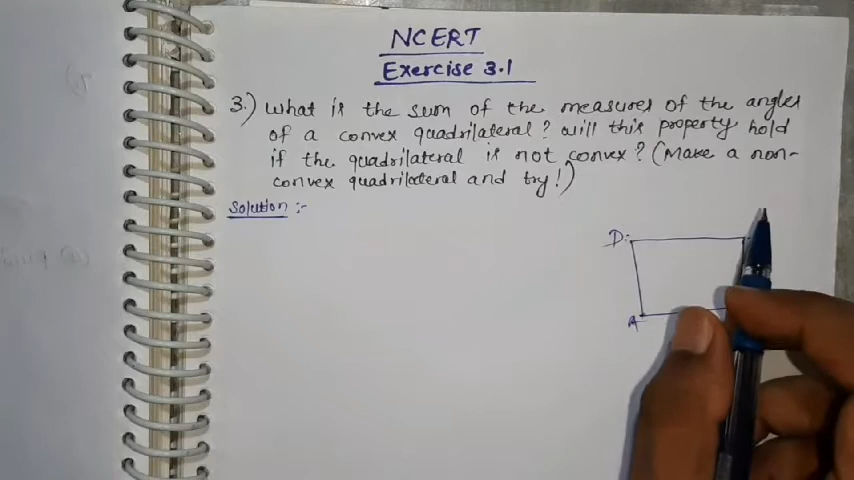 NCERT
Exercise 3.1
3.) What is the sum of the measures of the angles
of a convex quadrilateral? will this property hold
if the quadrilateral is not convex? (Make a non-
convex quadrilateral and try!)
Solution :-
D
A